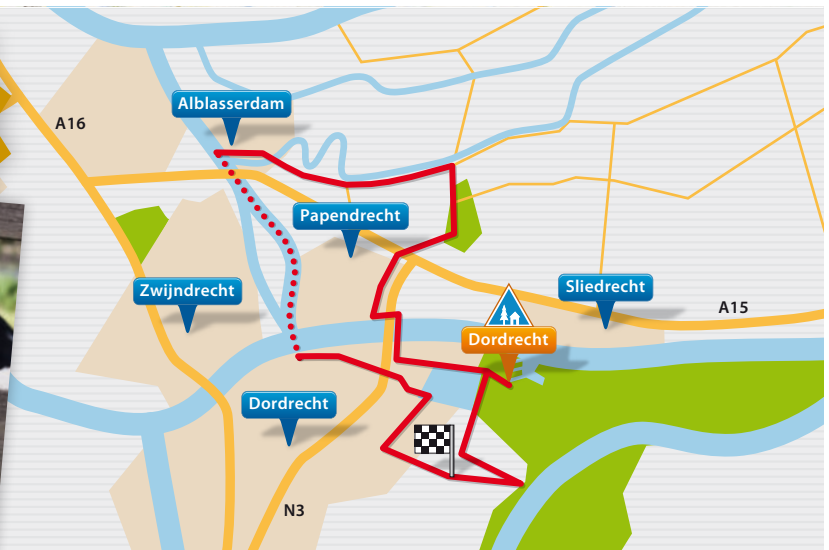 Alblasserdam
A16
Papendrecht
Zwijndrecht
Sliedrecht
A15
Dordrecht
Dordrecht
N3